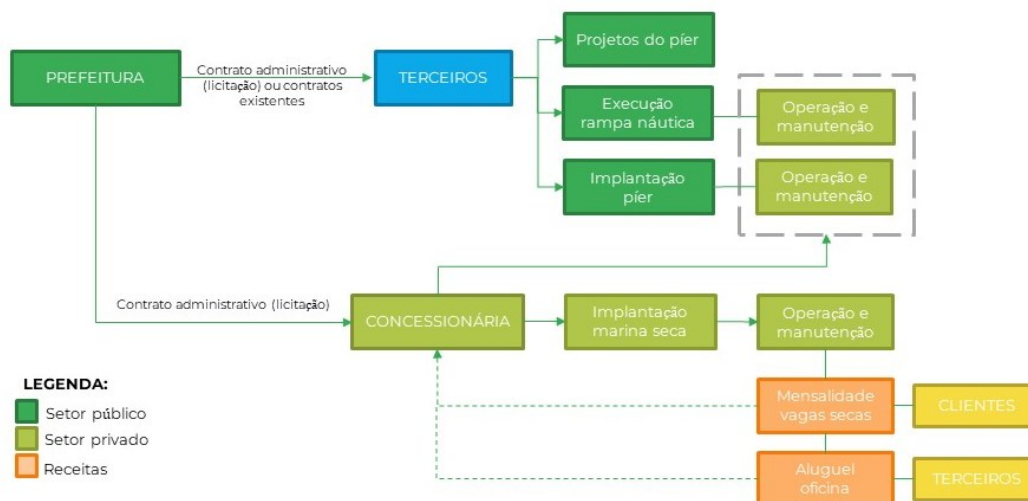 PREFEITURA
Contrato administrativo
(licitação) ou contratos
existentes
TERCEIROS
Projetos do píer
Execução
rampa náutica
Operação e
manutenção
Implantação
píer
Operação e
manutenção
Contrato administrativo (licitação)
CONCESSIONÁRIA
Implantação
marina seca
Operação e
manutenção
LEGENDA:
Setor público
Setor privado
Receitas
Mensalidade
vagas secas
CLIENTES
Aluguel
oficina
TERCEIROS